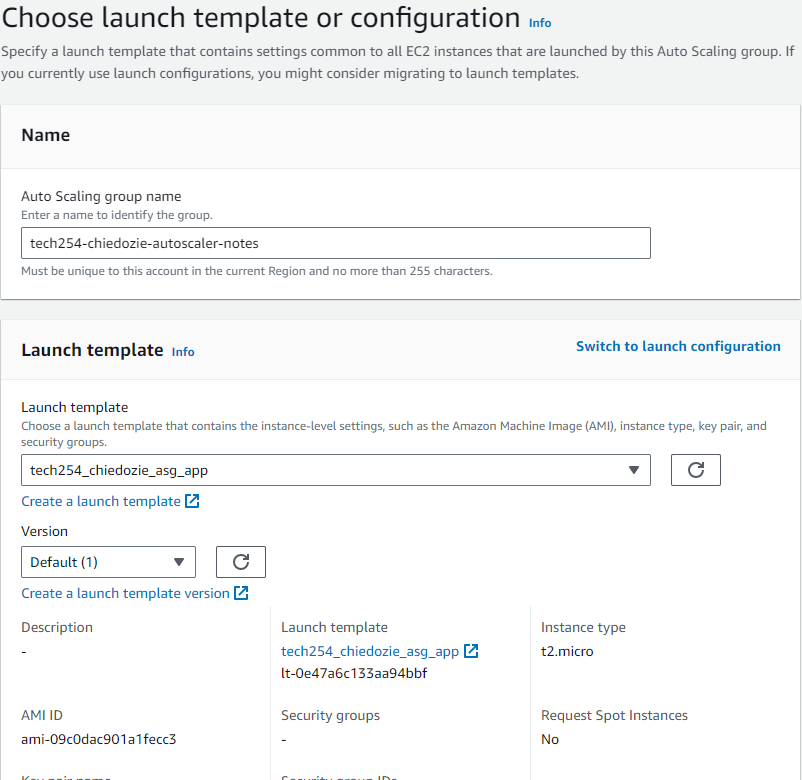 Choose launch template or configuration Info
Specify a launch template that contains settings common to all EC2 instances that are launched by this Auto Scaling group. If
you currently use launch configurations, you might consider migrating to launch templates.
Name
Auto Scaling group name
Enter a name to identify the group.
tech254-chiedozie-autoscaler-notes
Must be unique to this account in the current Region and no more than 255 characters.
Launch template Info
Switch to launch configuration
Launch template
Choose a launch template that contains the instance-level settings, such as the Amazon Machine Image (AMI), instance type, key pair, and
security groups.
tech254_chiedozie_asg_app
Create a launch template
Version
Default (1)
Create a launch template version
Description
-
Launch template
tech254_chiedozie_asg_app
lt-0e47a6c133aa94bbf
Instance type
t2.micro
AMI ID
ami-09c0dac901a1fecc3
Security groups
-
Request Spot Instances
No
Key pair name
Security group IDs